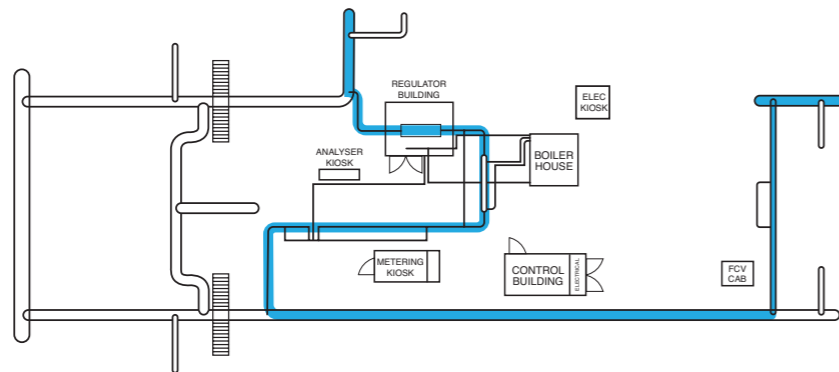 REGULATOR
BUILDING
ELEC
KIOSK
ANALYSER
KIOSK
BOILER
HOUSE
METERING
KIOSK
CONTROL
BUILDING
ELECTRICAL
FCV
CAB